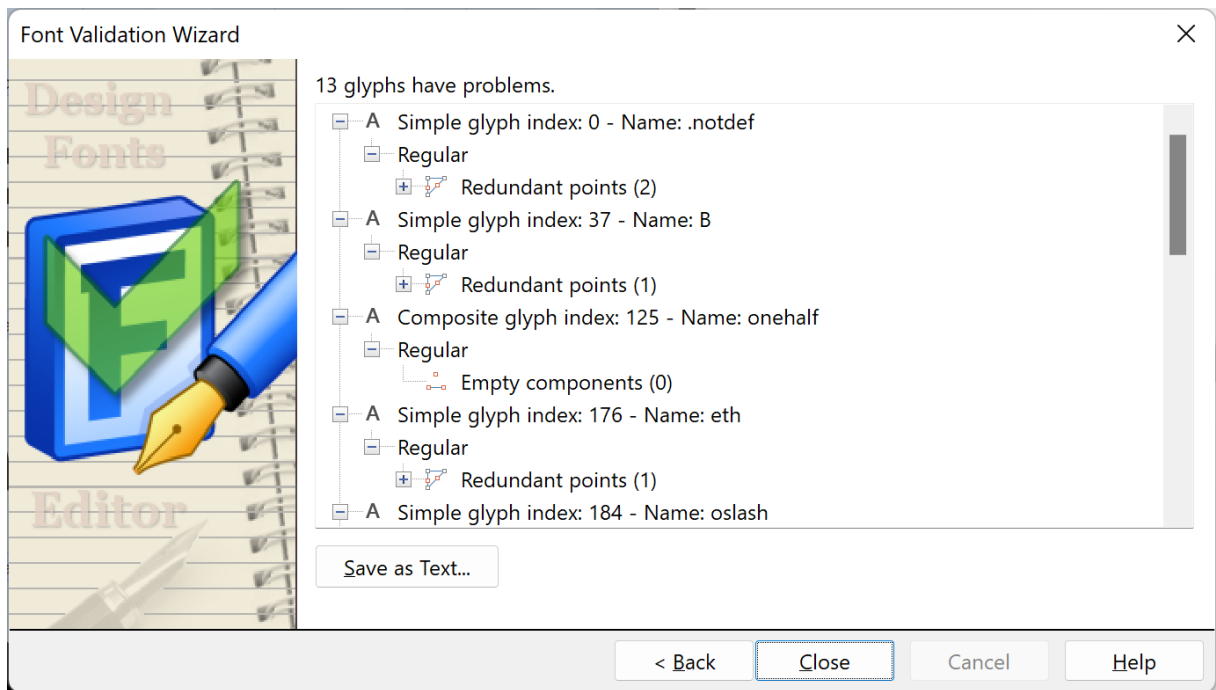 Font Validation Wizard
Design
Fonts
Editor
13 glyphs have problems.
A Simple glyph index: 0 - Name: .notdef
Regular
Redundant points (2)
A Simple glyph index: 37 - Name: B
Regular
Redundant points (1)
A Composite glyph index: 125 - Name: onehalf
Regular
Empty components (0)
A Simple glyph index: 176 - Name: eth
Regular
Redundant points (1)
A Simple glyph index: 184 - Name: oslash
Save as Text...
< Back Close Cancel Help